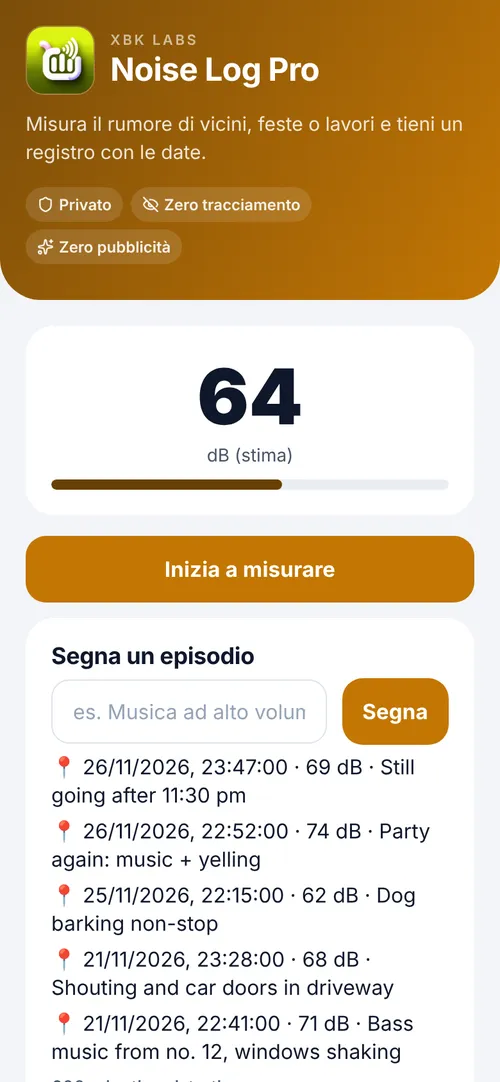 XBK LABS
Noise Log Pro
Misura il rumore di vicini, feste o lavori e tieni un
registro con le date.
Privato
Zero tracciamento
Zero pubblicità
64
dB (stima)
Inizia a misurare
Segna un episodio
es. Musica ad alto volun
Segna
📍 26/11/2026, 23:47:00 · 69 dB · Still
going after 11:30 pm
📍 26/11/2026, 22:52:00 · 74 dB · Party
again: music + yelling
📍 25/11/2026, 22:15:00 · 62 dB · Dog
barking non-stop
📍 21/11/2026, 23:28:00 · 68 dB ·
Shouting and car doors in driveway
📍 21/11/2026, 22:41:00 · 71 dB · Bass
music from no. 12, windows shaking